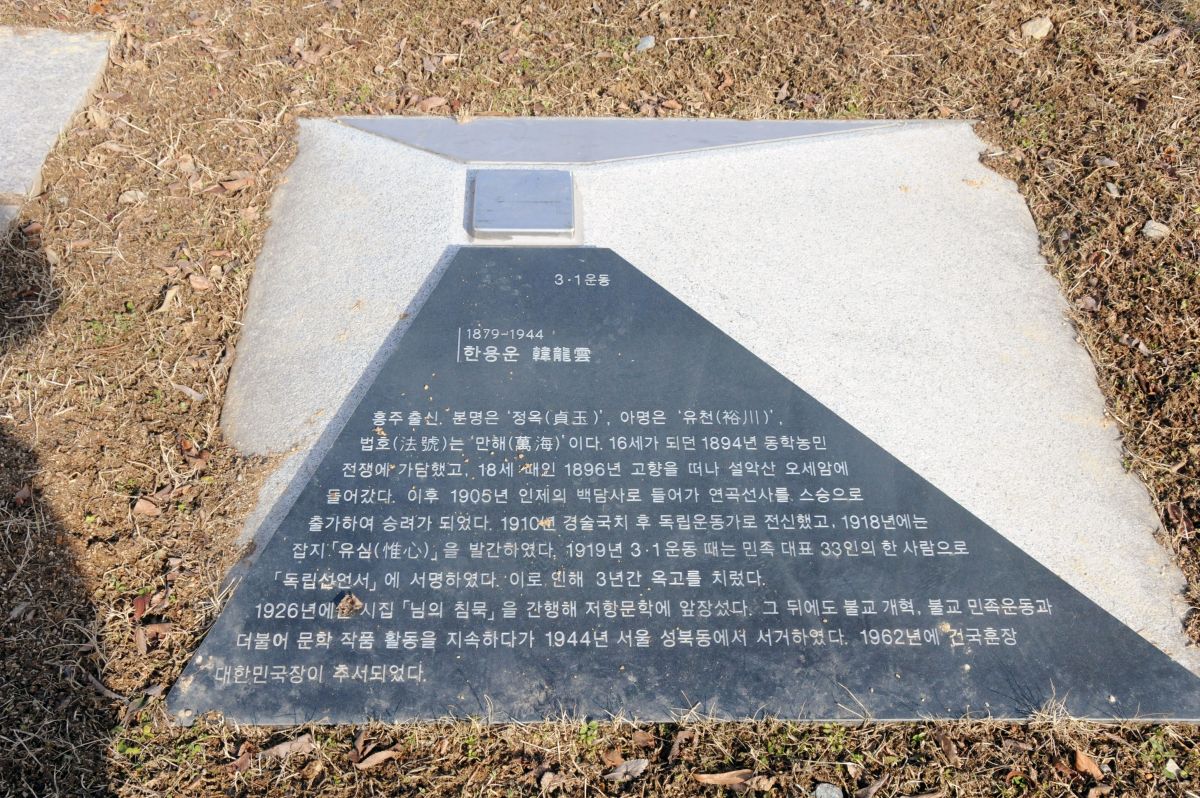 3·1운동
1879-1944
한용운 韓龍雲
홍주 출신. 본명은 '정옥(貞玉)', 아명은 '유천(裕川)',
법호(法號)는 '만해(萬海)'이다. 16세가 되던 1894년 동학농민
전쟁에 가담했고, 18세 때인 1896년 고향을 떠나 설악산 오세암에
들어갔다. 이후 1905년 인제의 백담사로 들어가 연곡선사를 스승으로
출가하여 승려가 되었다. 1910년 경술국치 후 독립운동가로 전신했고, 1918년에는
잡지「유심(惟心)」을 발간하였다. 1919년 3·1운동 때는 민족 대표 33인의 한 사람으로
「독립선언서」에 서명하였다. 이로 인해 3년간 옥고를 치렀다.
1926년에는 시집「님의 침묵」을 간행해 저항문학에 앞장섰다. 그 뒤에도 불교 개혁, 불교 민족운동과
더불어 문학 작품 활동을 지속하다가 1944년 서울 성북동에서 서거하였다. 1962년에 건국훈장
대한민국장이 추서되었다.